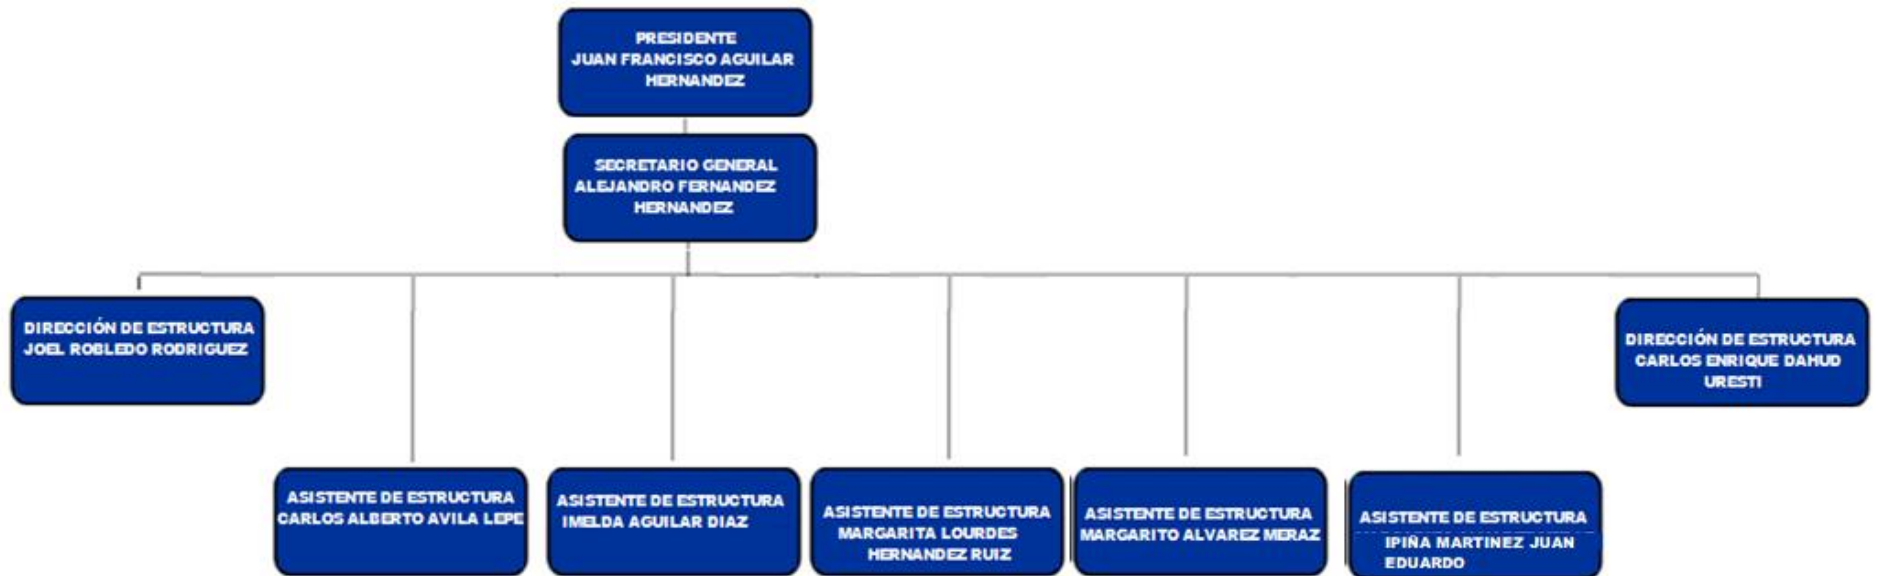 PRESIDENTE
JUAN FRANCISCO AGUILAR
HERNANDEZ
SECRETARIO GENERAL
ALEJANDRO FERNANDEZ
HERNANDEZ
DIRECCIÓN DE ESTRUCTURA
JOEL ROBLEDO RODRIGUEZ
DIRECCIÓN DE ESTRUCTURA
CARLOS ENRIQUE DAHUD
URESTI
ASISTENTE DE ESTRUCTURA
CARLOS ALBERTO AVILA LEPE
ASISTENTE DE ESTRUCTURA
IMELDA AGUILAR DIAZ
ASISTENTE DE ESTRUCTURA
MARGARITA LOURDES
HERNANDEZ RUIZ
ASISTENTE DE ESTRUCTURA
MARGARITO ALVAREZ MERAZ
ASISTENTE DE ESTRUCTURA
IPIÑA MARTINEZ JUAN
EDUARDO